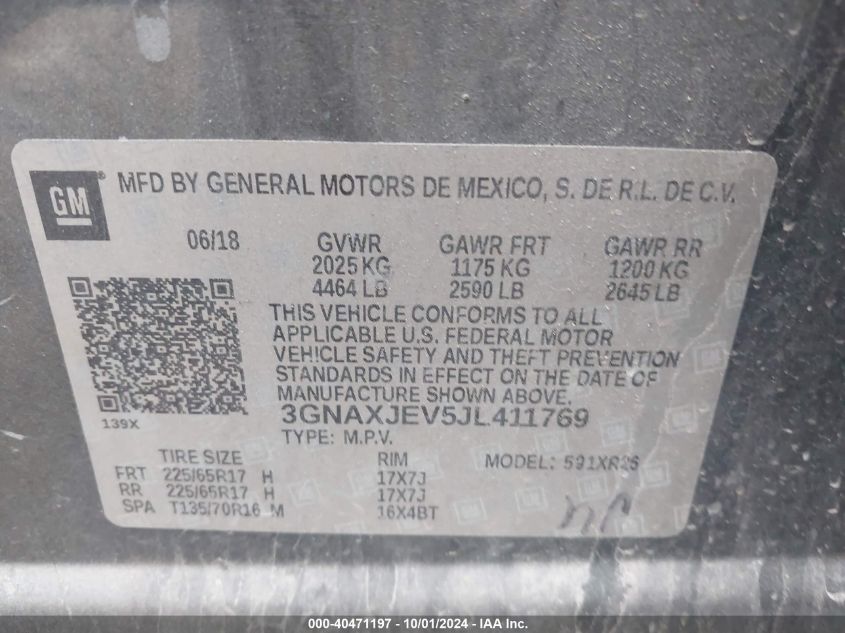 GM
MFD BY GENERAL MOTORS DE MEXICO, S. DE R.L. DE C.V.
06/18 GVWR GAWR FRT GAWR RR
2025 KG 1175 KG 1200 KG
4464 LB 2590 LB 2645 LB
THIS VEHICLE CONFORMS TO ALL
APPLICABLE U.S. FEDERAL MOTOR
VEHICLE SAFETY AND THEFT PREVENTION
STANDARDS IN EFFECT ON THE DATE OF
MANUFACTURE SHOWN ABOVE.
3GNAXJEV5JL411769
139X
TYPE: M.P.V.
TIRE SIZE RIM MODEL: 591XR26
FRT 225/65R17 H 17X7J
RR 225/65R17 H 17X7J
SPA T135/70R16 M 16X4BT
000-40471197 - 10/01/2024 - © IAA Inc.